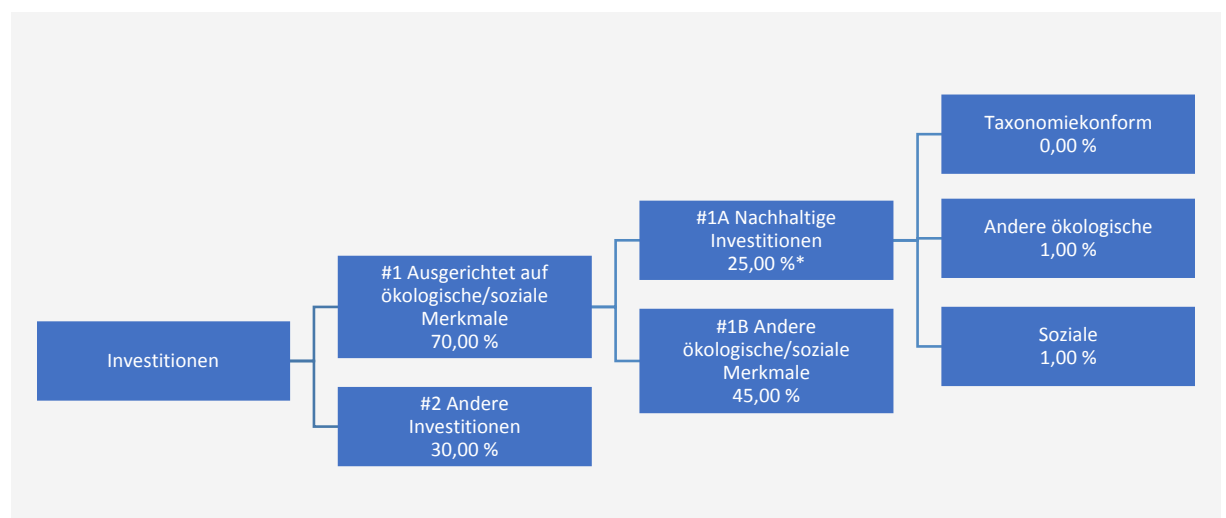 Investitionen
#1 Ausgerichtet auf
ökologische/soziale
Merkmale
70,00 %
#2 Andere
Investitionen
30,00 %
#1A Nachhaltige
Investitionen
25,00 %*
#1B Andere
ökologische/soziale
Merkmale
45,00 %
Taxonomiekonform
0,00 %
Andere ökologische
1,00 %
Soziale
1,00 %